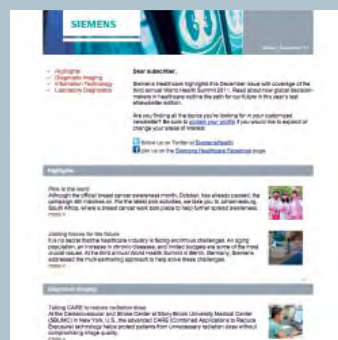 SIEMENS
Highlights
Diagnostic Imaging
Information Technology
Laboratory Diagnostics
Dear subscriber,
Siemens Healthcare highlights this December issue with coverage of the
third annual World Health Summit 2011. Read about how global decision-
makers in healthcare outline the path for our future in this year's last
eNewsletter edition.
Are you finding all the topics you're looking for in your customized
newsletter? Be sure to update your profile if you would like to expand or
change your areas of interest.
Follow us on Twitter at SiemensHealth
Join us on the Siemens Healthcare Facebook page.
Highlights
Pink is the word
Although the official breast cancer awareness month, October, has already passed, the
campaign still marches on. For the latest pink activities, we take you to Johannesburg,
South Africa, where a breast cancer walk took place to help further spread awareness.
more
Joining forces for the future
It is no secret that the healthcare industry is facing enormous challenges. An aging
population, an increase in chronic diseases, and limited budgets are some of the most
crucial issues. At the third annual World Health Summit in Berlin, Germany, Siemens
addressed the multi-partnering approach to help solve these challenges.
more
Diagnostic Imaging
Taking CARE to reduce radiation dose
At the Cerebrovascular and Stroke Center at Stony Brook University Medical Center
(SBUMC) in New York, U.S., the advanced CARE (Combined Applications to Reduce
Exposure) technology helps protect patients from unnecessary radiation dose without
compromising image quality.
more